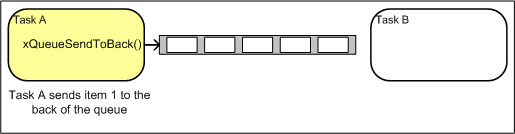 Task A
Task B
xQueueSendToBack()
Task A sends item 1 to the
back of the queue